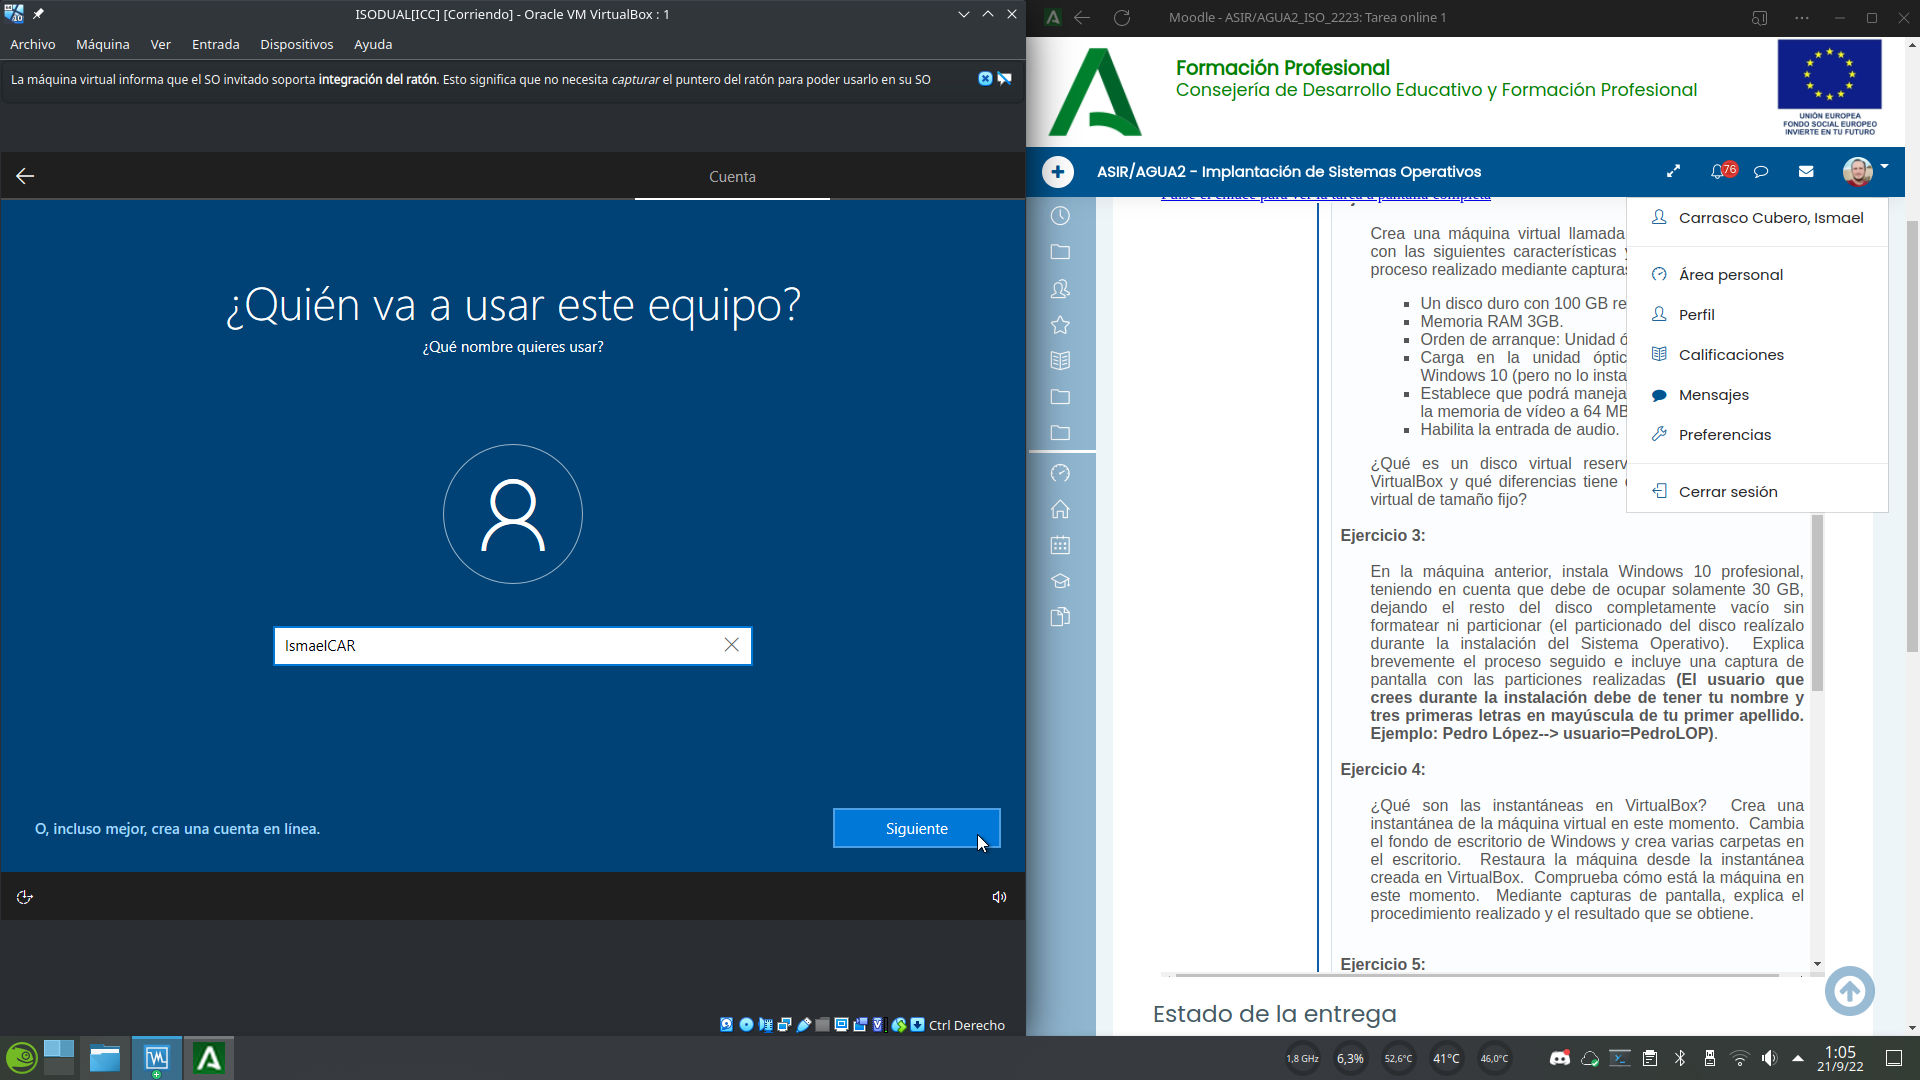 ISODUAL[ICC] [Corriendo] - Oracle VM VirtualBox : 1
Archivo Máquina Ver Entrada Dispositivos Ayuda
La máquina virtual informa que el SO invitado soporta integración del ratón. Esto significa que no necesita capturar el puntero del ratón para poder usarlo en su SO
Cuenta
¿Quién va a usar este equipo?
¿Qué nombre quieres usar?
IsmaelCAR
O, incluso mejor, crea una cuenta en línea.
Siguiente
Ctrl Derecho
Moodle - ASIR/AGUA2_ISO_2223: Tarea online 1
Formación Profesional
Consejería de Desarrollo Educativo y Formación Profesional
UNIÓN EUROPEA
FONDO SOCIAL EUROPEO
INVIERTE EN TU FUTURO
ASIR/AGUA2 - Implantación de Sistemas Operativos
76
Pulse el enlace para ver la tarea a pantalla completa
Carrasco Cubero, Ismael
Área personal
Perfil
Calificaciones
Mensajes
Preferencias
Cerrar sesión
Crea una máquina virtual llamada
con las siguientes características y
proceso realizado mediante capturas
Un disco duro con 100 GB re
Memoria RAM 3GB.
Orden de arranque: Unidad ó
Carga en la unidad óptic
Windows 10 (pero no lo insta
Establece que podrá maneja
la memoria de vídeo a 64 MB
Habilita la entrada de audio.
¿Qué es un disco virtual reserv
VirtualBox y qué diferencias tiene
virtual de tamaño fijo?
Ejercicio 3:
En la máquina anterior, instala Windows 10 profesional,
teniendo en cuenta que debe de ocupar solamente 30 GB,
dejando el resto del disco completamente vacío sin
formatear ni particionar (el particionado del disco realízalo
durante la instalación del Sistema Operativo). Explica
brevemente el proceso seguido e incluye una captura de
pantalla con las particiones realizadas (El usuario que
crees durante la instalación debe de tener tu nombre y
tres primeras letras en mayúscula de tu primer apellido.
Ejemplo: Pedro López--> usuario=PedroLOP).
Ejercicio 4:
¿Qué son las instantáneas en VirtualBox? Crea una
instantánea de la máquina virtual en este momento. Cambia
el fondo de escritorio de Windows y crea varias carpetas en
el escritorio. Restaura la máquina desde la instantánea
creada en VirtualBox. Comprueba cómo está la máquina en
este momento. Mediante capturas de pantalla, explica el
procedimiento realizado y el resultado que se obtiene.
Ejercicio 5:
Estado de la entrega
1,8 GHz
6,3%
52,6°C
41°C
46,0°C
1:05
21/9/22